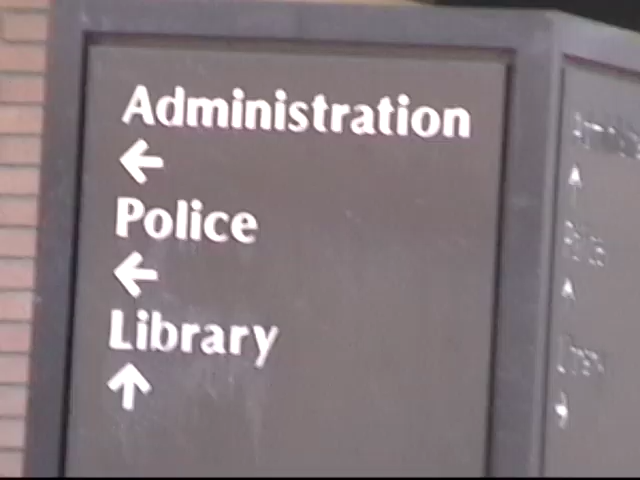 Administration
←
Police
←
Library
↑